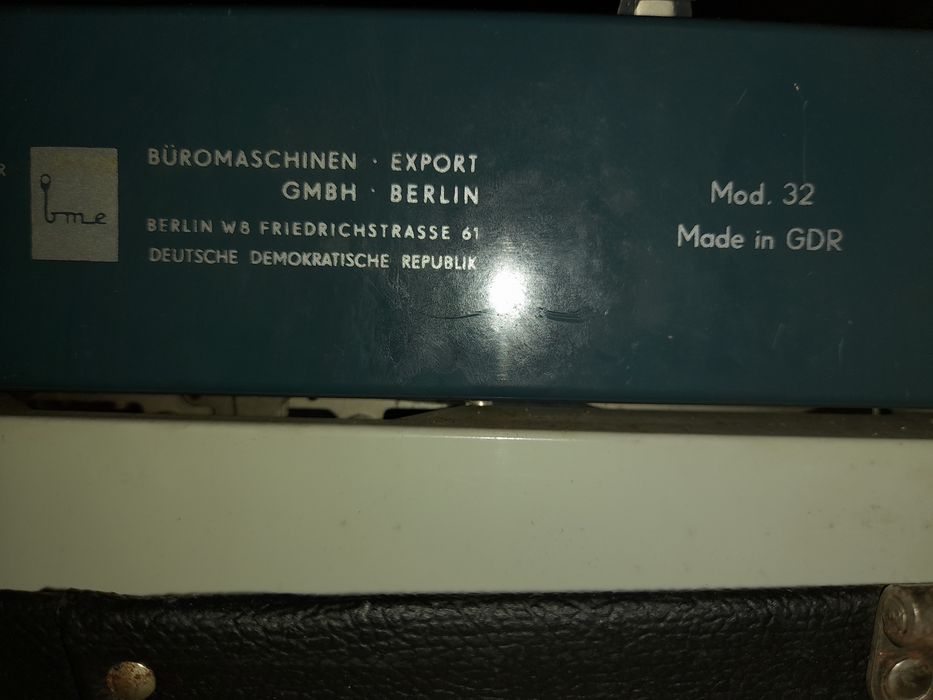 R
bme
BÜROMASCHINEN · EXPORT
GMBH · BERLIN
BERLIN W8 FRIEDRICHSTRASSE 61
DEUTSCHE DEMOKRATISCHE REPUBLIK
Mod. 32
Made in GDR